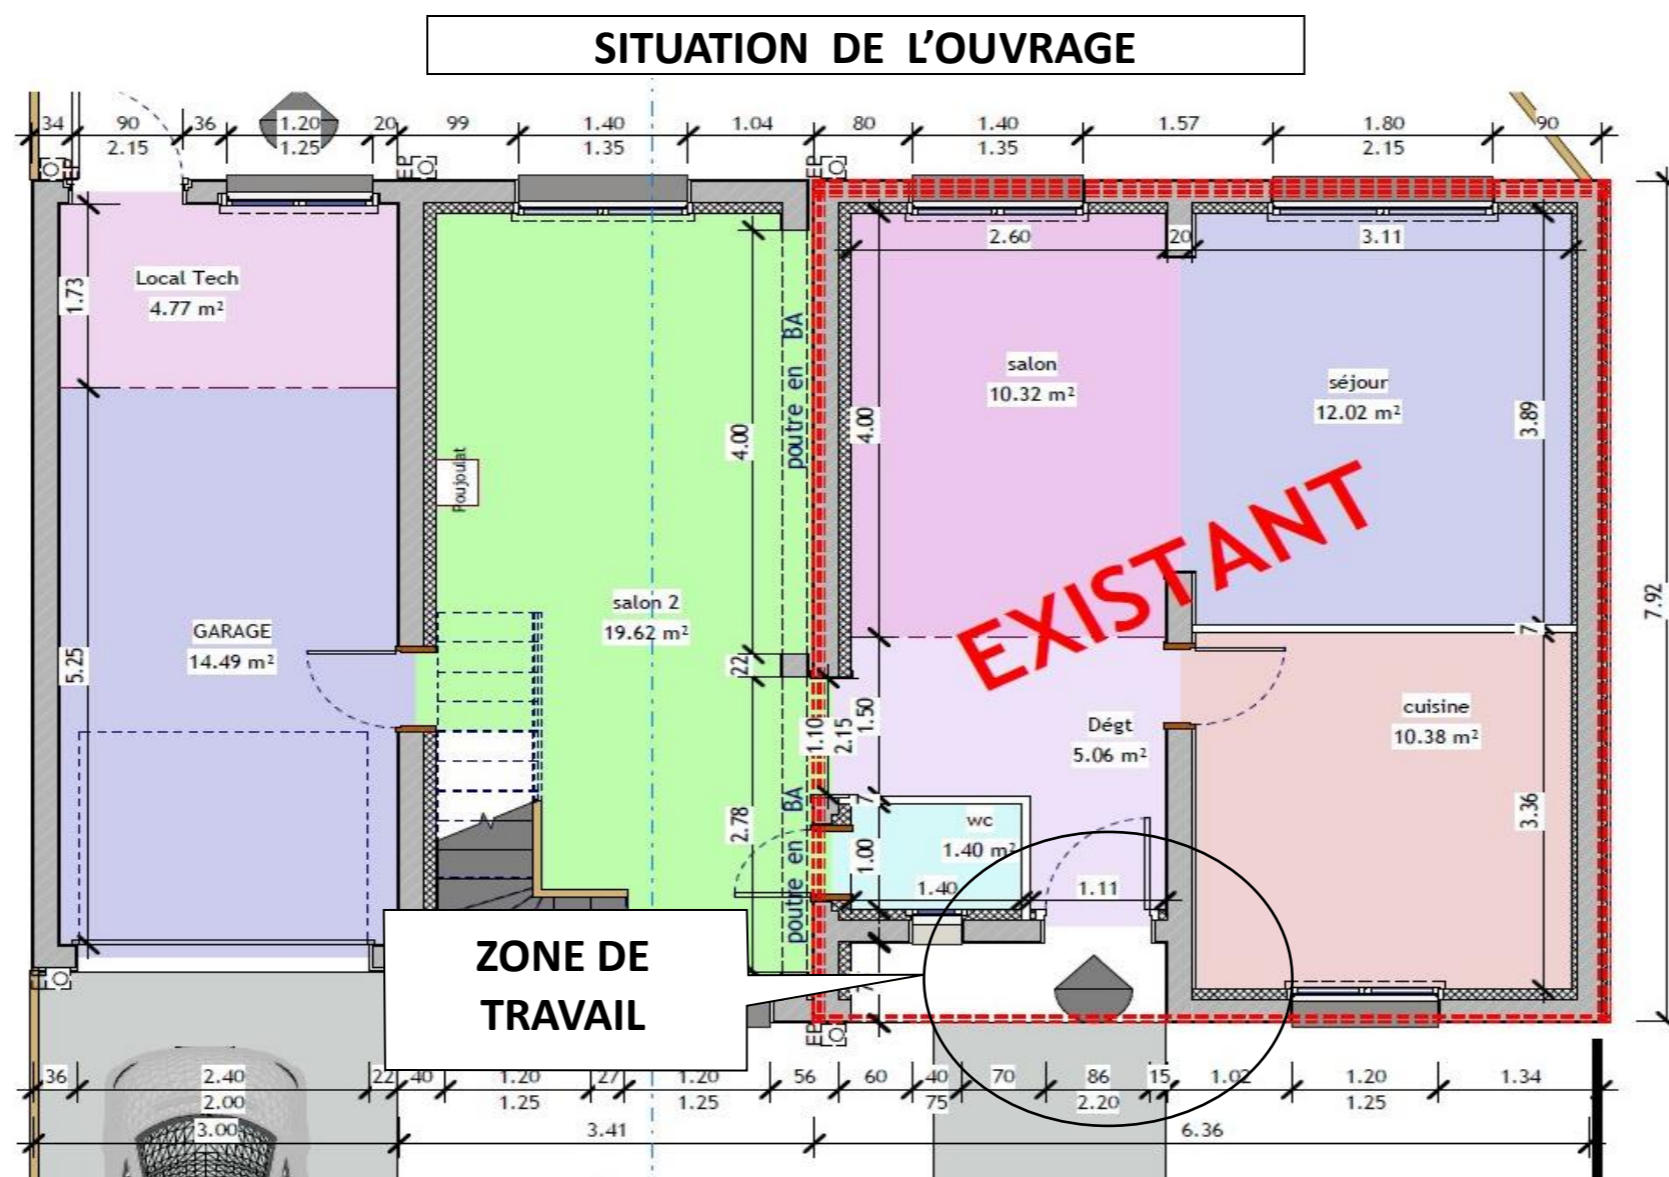 SITUATION DE L’OUVRAGE
34 90 36 1.20 20 99 1.40 1.04 80 1.40 1.57 1.80 90
2.15 1.25 1.35 1.35 2.15
EP EP
2.60 20 3.11
Local Tech
4.77 m²
1.73
poutre en BA
salon
10.32 m²
séjour
12.02 m²
4.00 4.00 3.89
Poujoulat
EXISTANT
7.92
salon 2
19.62 m²
GARAGE
14.49 m²
5.25
22
7
1.10
2.15
1.50
Dégt
5.06 m²
cuisine
10.38 m²
poutre en BA
2.78
7
wc
1.40 m²
1.00
3.36
1.40 1.11
ZONE DE
TRAVAIL
EP
36 2.40 22 40 1.20 27 1.20 56 60 40 70 86 15 1.02 1.20 1.34
2.00 1.25 1.25 75 2.20 1.25
3.00 3.41 6.36